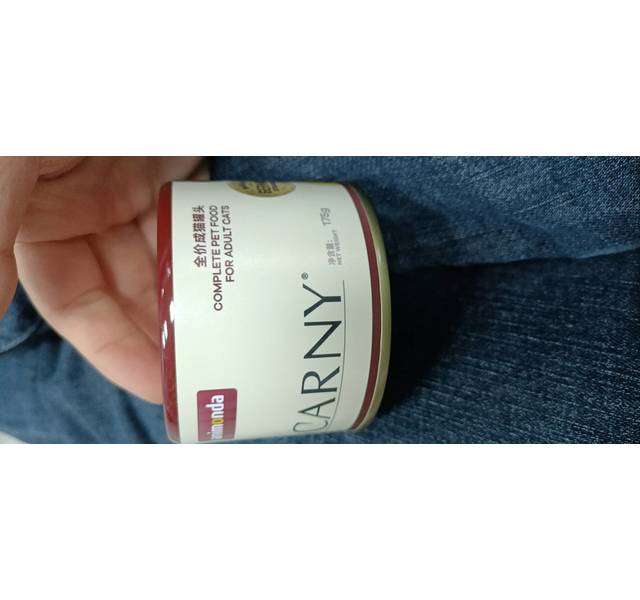 全价成猫罐头
COMPLETE PET FOOD
FOR ADULT CATS
animonda
CARNY®
净含量: 175g
NET WEIGHT